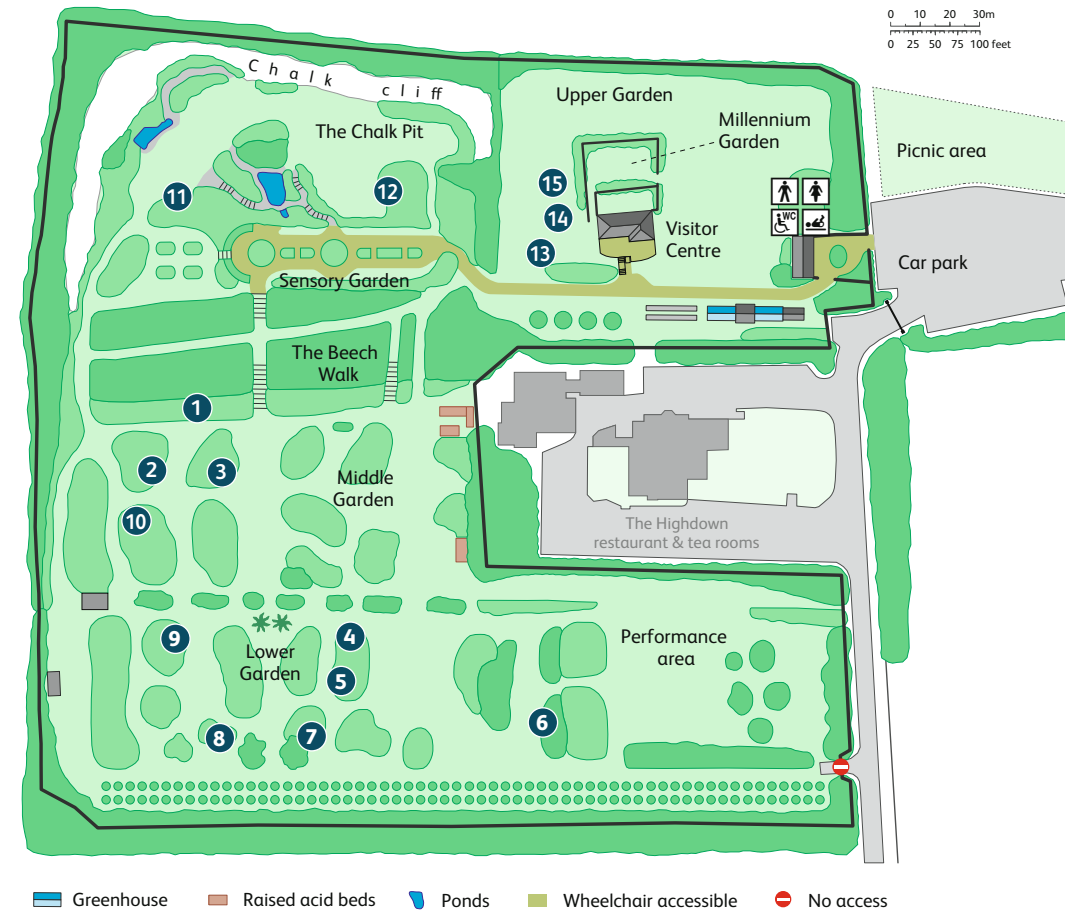 0 10 20 30m
0 25 50 75 100 feet
Chalk cliff
Upper Garden
The Chalk Pit
Millennium
Garden
Picnic area
11
12
15
14
13
WC
Visitor
Centre
Car park
Sensory Garden
The Beech
Walk
1
2
3
Middle
Garden
10
The Highdown
restaurant & tea rooms
9
4
Lower
Garden
5
Performance
area
8
7
6
Greenhouse
Raised acid beds
Ponds
Wheelchair accessible
No access